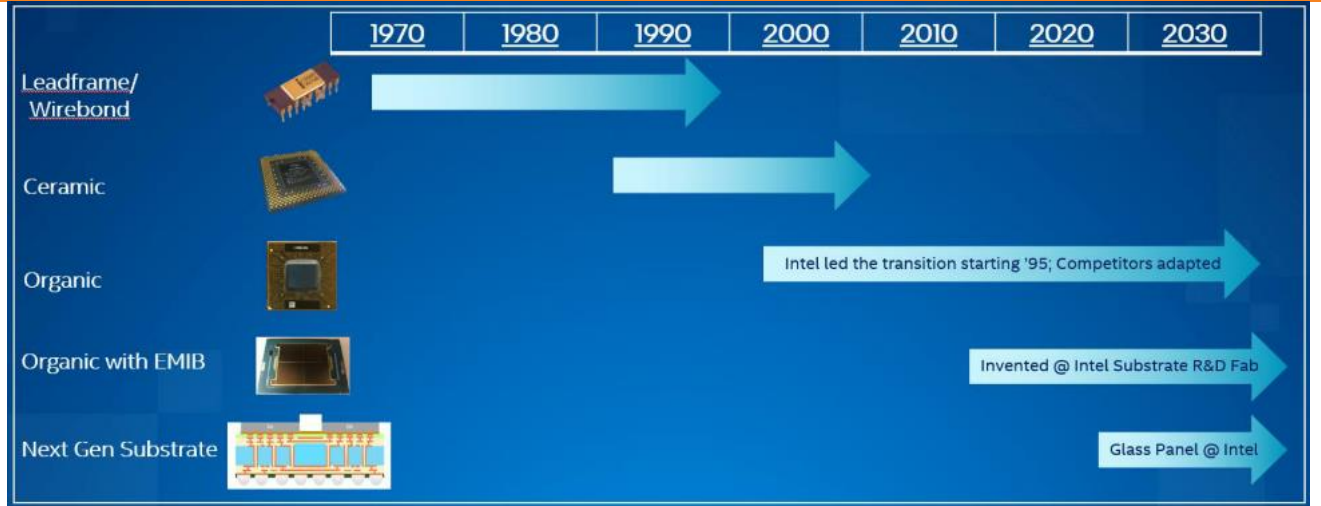 1970 1980 1990 2000 2010 2020 2030
Leadframe/
Wirebond
Ceramic
Organic
Intel led the transition starting '95; Competitors adapted
Organic with EMIB
Invented @ Intel Substrate R&D Fab
Next Gen Substrate
Glass Panel @ Intel